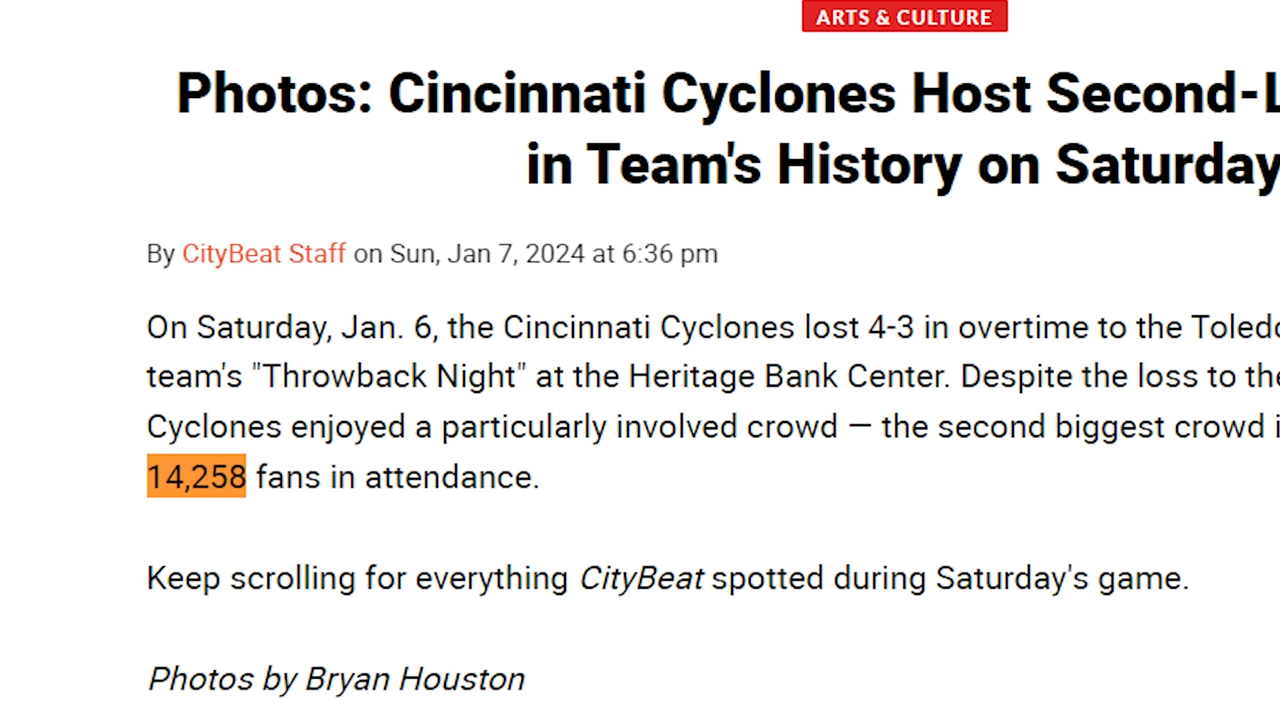 ARTS & CULTURE
Photos: Cincinnati Cyclones Host Second-
in Team's History on Saturday
By CityBeat Staff on Sun, Jan 7, 2024 at 6:36 pm
On Saturday, Jan. 6, the Cincinnati Cyclones lost 4-3 in overtime to the Toledo
team's "Throwback Night" at the Heritage Bank Center. Despite the loss to the
Cyclones enjoyed a particularly involved crowd — the second biggest crowd
14,258 fans in attendance.
Keep scrolling for everything CityBeat spotted during Saturday's game.
Photos by Bryan Houston